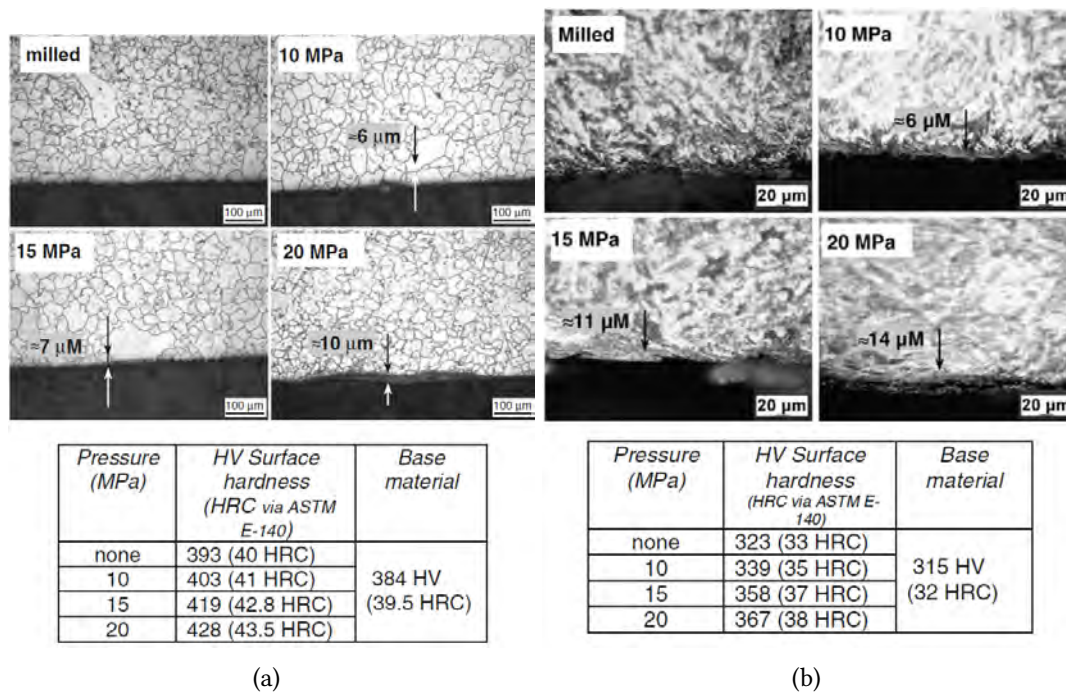 milled
10 MPa
≈6 μm
100 μm
100 μm
15 MPa
20 MPa
≈7 μM
≈10 μm
100 μm
100 μm
Pressure (MPa)
HV Surface hardness (HRC via ASTM E-140)
Base material
none
393 (40 HRC)
384 HV (39.5 HRC)
10
403 (41 HRC)
15
419 (42.8 HRC)
20
428 (43.5 HRC)
(a)
Milled
10 MPa
≈6 μM
20 μm
20 μm
15 MPa
20 MPa
≈11 μM
≈14 μM
20 μm
20 μm
Pressure (MPa)
HV Surface hardness (HRC via ASTM E-140)
Base material
none
323 (33 HRC)
315 HV (32 HRC)
10
339 (35 HRC)
15
358 (37 HRC)
20
367 (38 HRC)
(b)